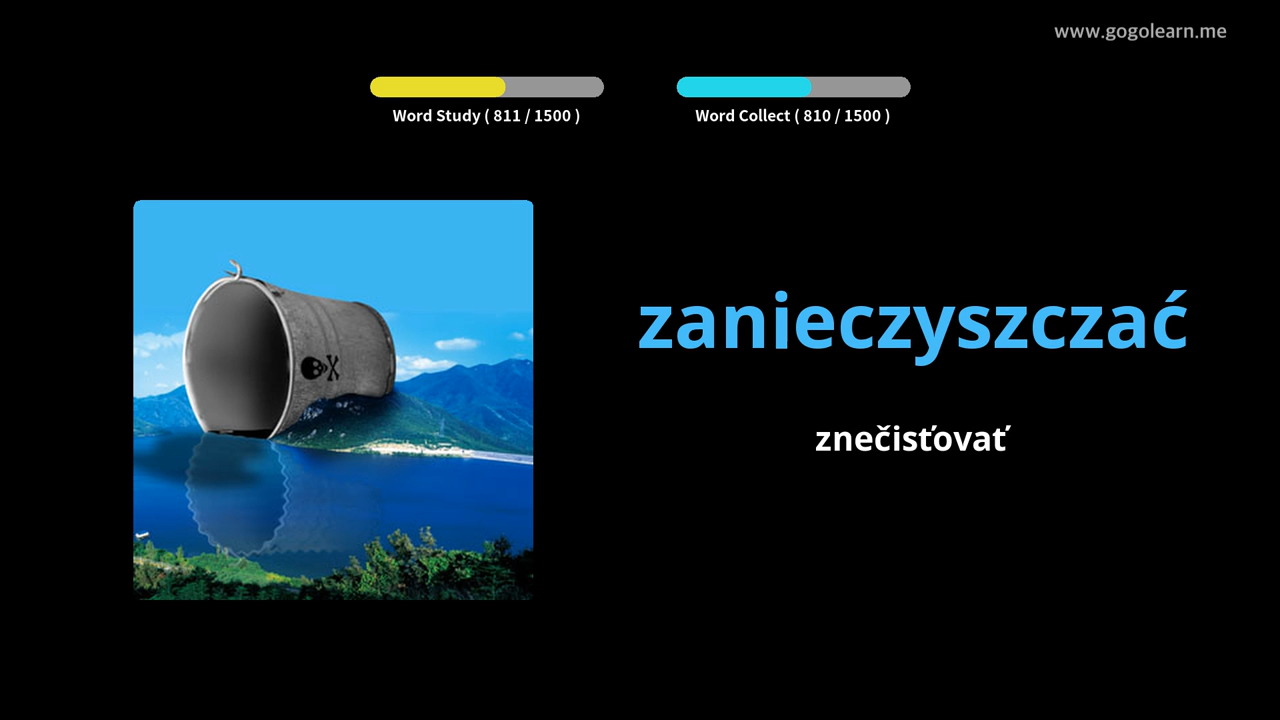 www.gogolearn.me
Word Study ( 811 / 1500 )
Word Collect ( 810 / 1500 )
zanieczyszczać
znečisťovať